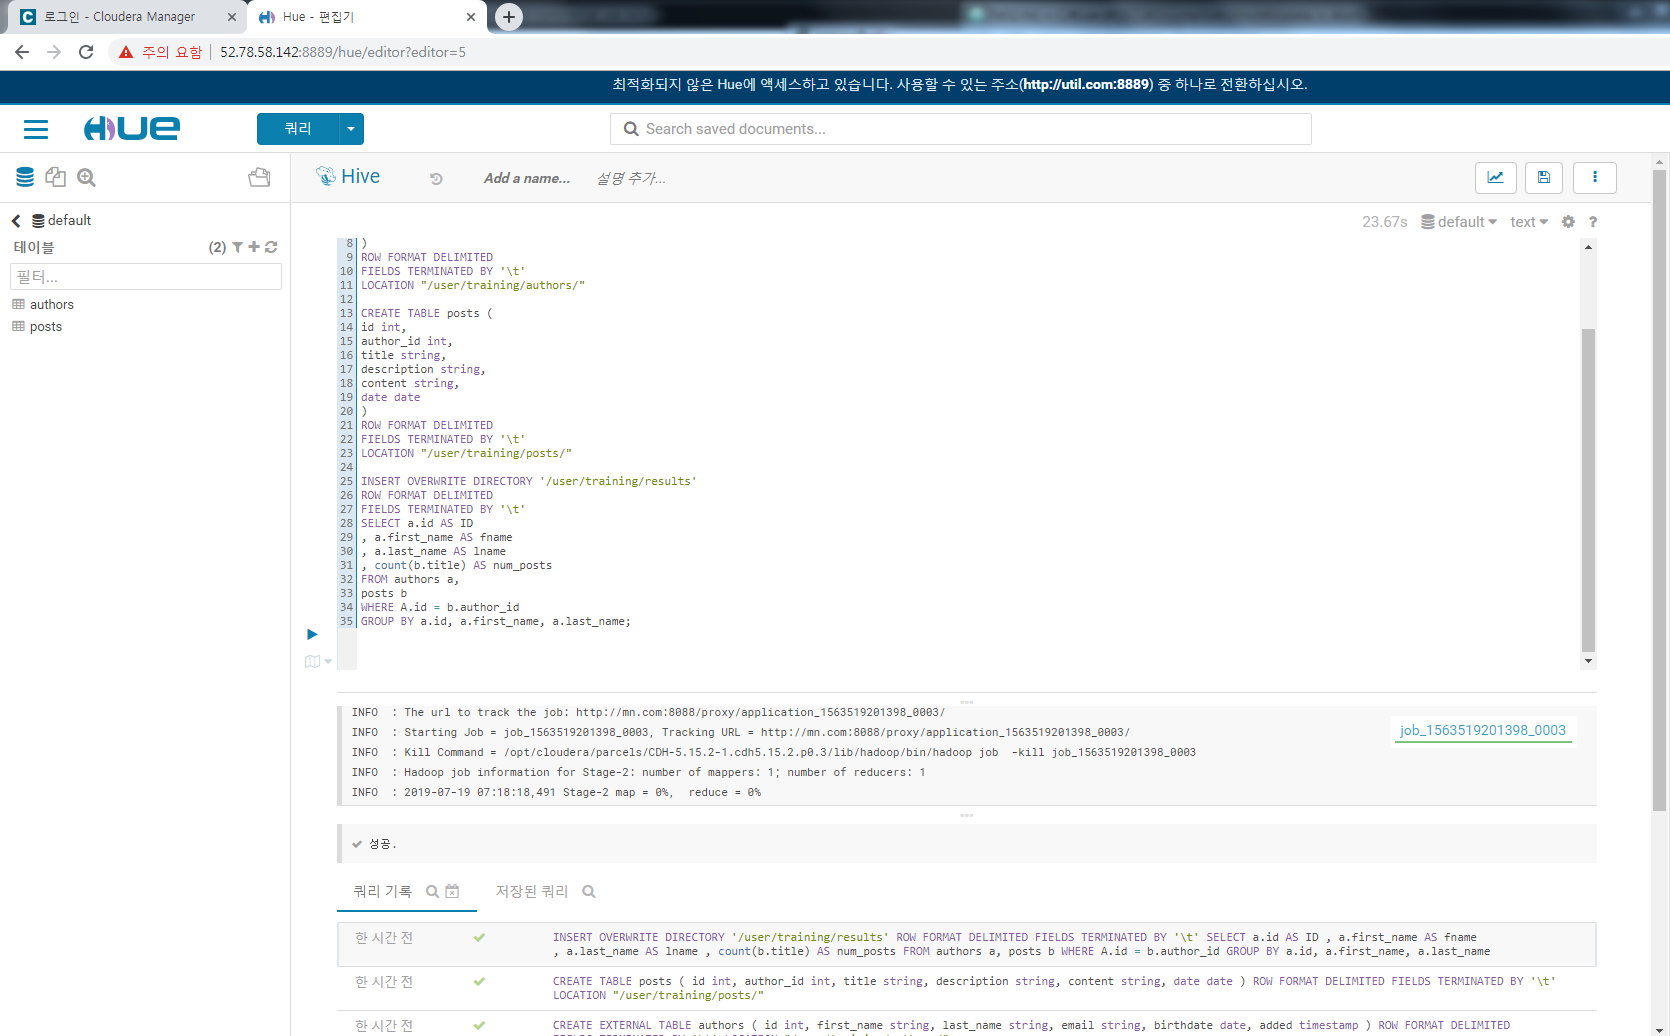 로그인 - Cloudera Manager
Hue - 편집기
주의 요함
52.78.58.142:8889/hue/editor?editor=5
최적화되지 않은 Hue에 액세스하고 있습니다. 사용할 수 있는 주소(http://util.com:8889) 중 하나로 전환하십시오.
HUE
쿼리
Search saved documents...
Hive
Add a name...
설명 추가...
default
테이블
(2)
필터...
authors
posts
23.67s
default
text
?
8 )
9 ROW FORMAT DELIMITED
10 FIELDS TERMINATED BY '\t'
11 LOCATION "/user/training/authors/"
12
13 CREATE TABLE posts (
14 id int,
15 author_id int,
16 title string,
17 description string,
18 content string,
19 date date
20 )
21 ROW FORMAT DELIMITED
22 FIELDS TERMINATED BY '\t'
23 LOCATION "/user/training/posts/"
24
25 INSERT OVERWRITE DIRECTORY '/user/training/results'
26 ROW FORMAT DELIMITED
27 FIELDS TERMINATED BY '\t'
28 SELECT a.id AS ID
29 , a.first_name AS fname
30 , a.last_name AS lname
31 , count(b.title) AS num_posts
32 FROM authors a,
33 posts b
34 WHERE A.id = b.author_id
35 GROUP BY a.id, a.first_name, a.last_name;
INFO : The url to track the job: http://mn.com:8088/proxy/application_1563519201398_0003/
INFO : Starting Job = job_1563519201398_0003, Tracking URL = http://mn.com:8088/proxy/application_1563519201398_0003/
INFO : Kill Command = /opt/cloudera/parcels/CDH-5.15.2-1.cdh5.15.2.p0.3/lib/hadoop/bin/hadoop job -kill job_1563519201398_0003
INFO : Hadoop job information for Stage-2: number of mappers: 1; number of reducers: 1
INFO : 2019-07-19 07:18:18,491 Stage-2 map = 0%, reduce = 0%
job_1563519201398_0003
성공.
쿼리 기록
저장된 쿼리
한 시간 전
INSERT OVERWRITE DIRECTORY '/user/training/results' ROW FORMAT DELIMITED FIELDS TERMINATED BY '\t' SELECT a.id AS ID , a.first_name AS fname
, a.last_name AS lname , count(b.title) AS num_posts FROM authors a, posts b WHERE A.id = b.author_id GROUP BY a.id, a.first_name, a.last_name
한 시간 전
CREATE TABLE posts ( id int, author_id int, title string, description string, content string, date date ) ROW FORMAT DELIMITED FIELDS TERMINATED BY '\t'
LOCATION "/user/training/posts/"
한 시간 전
CREATE EXTERNAL TABLE authors ( id int, first_name string, last_name string, email string, birthdate date, added timestamp ) ROW FORMAT DELIMITED